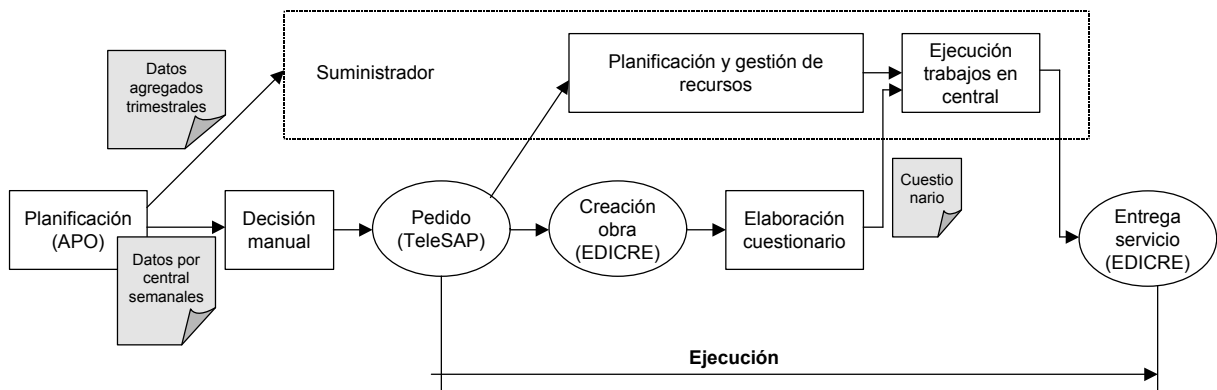 Datos
agregados
trimestrales
Suministrador
Planificación y gestión de
recursos
Ejecución
trabajos en
central
Planificación
(APO)
Datos por
central
semanales
Decisión
manual
Pedido
(TeleSAP)
Creación
obra
(EDICRE)
Elaboración
cuestionario
Cuestio
nario
Entrega
servicio
(EDICRE)
Ejecución